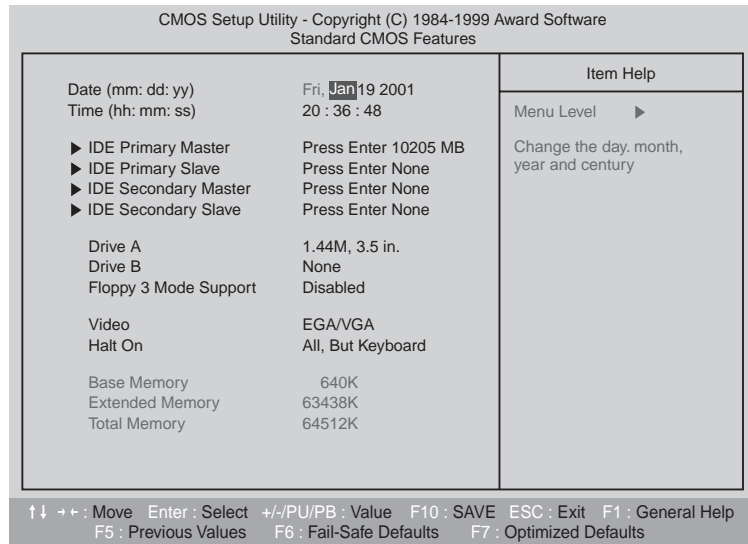 CMOS Setup Utility - Copyright (C) 1984-1999 Award Software
Standard CMOS Features
Date (mm: dd: yy) Fri, Jan 19 2001
Time (hh: mm: ss) 20 : 36 : 48
IDE Primary Master Press Enter 10205 MB
IDE Primary Slave Press Enter None
IDE Secondary Master Press Enter None
IDE Secondary Slave Press Enter None
Drive A 1.44M, 3.5 in.
Drive B None
Floppy 3 Mode Support Disabled
Video EGA/VGA
Halt On All, But Keyboard
Base Memory 640K
Extended Memory 63438K
Total Memory 64512K
Item Help
Menu Level ▶
Change the day. month,
year and century
↑↓ →← : Move Enter : Select +/-/PU/PB : Value F10 : SAVE ESC : Exit F1 : General Help
F5 : Previous Values F6 : Fail-Safe Defaults F7 : Optimized Defaults